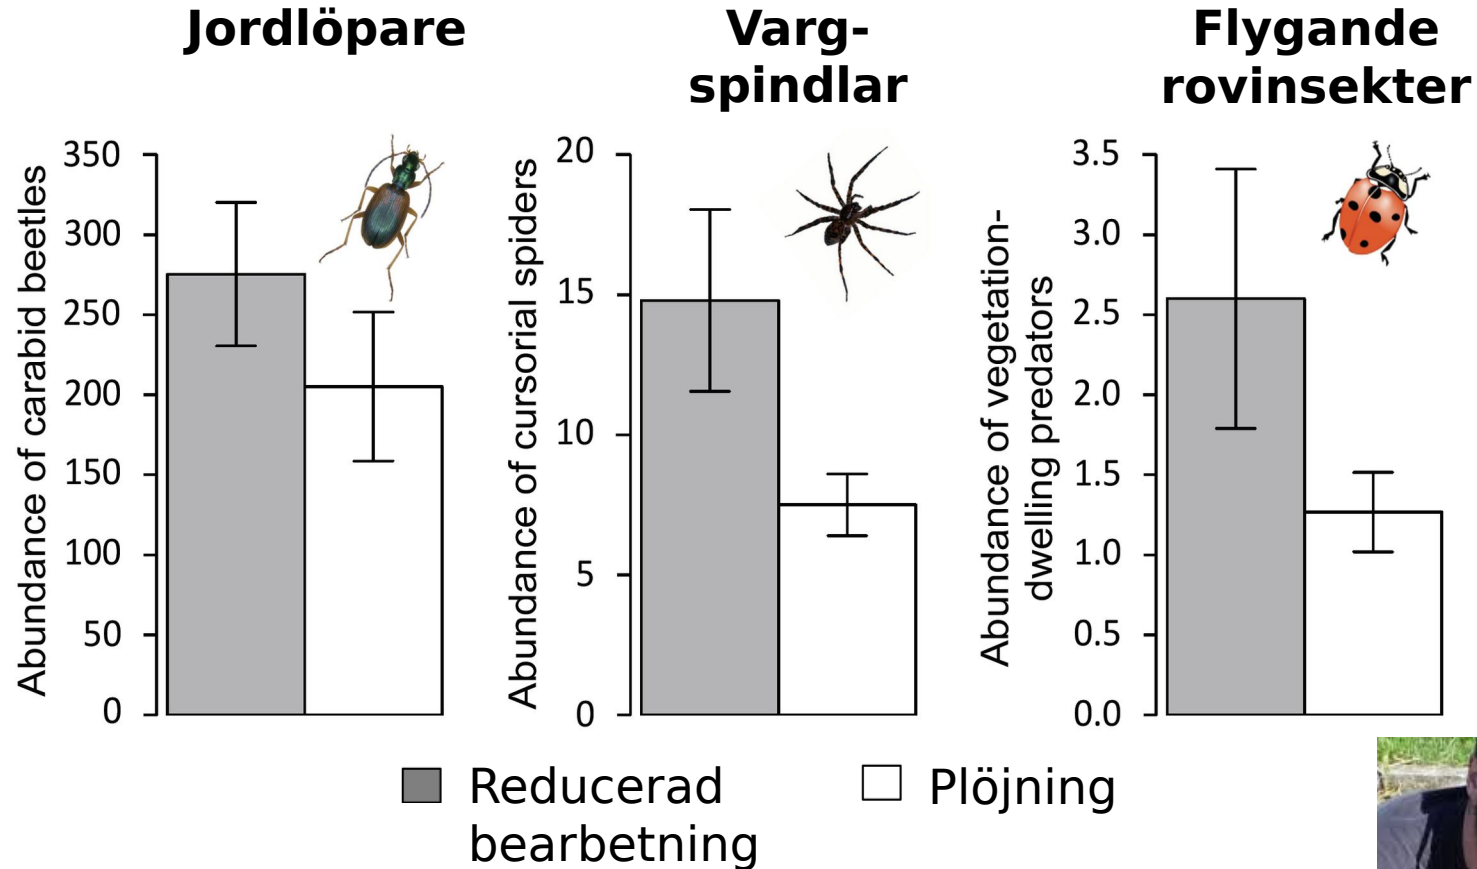 Jordlöpare
Varg-
spindlar
Flygande
rovinsekter
Abundance of carabid beetles
350
300
250
200
150
100
50
0
Abundance of cursorial spiders
20
15
10
5
0
Abundance of vegetation-
dwelling predators
3.5
3.0
2.5
2.0
1.5
1.0
0.5
0.0
Reducerad
bearbetning
Plöjning